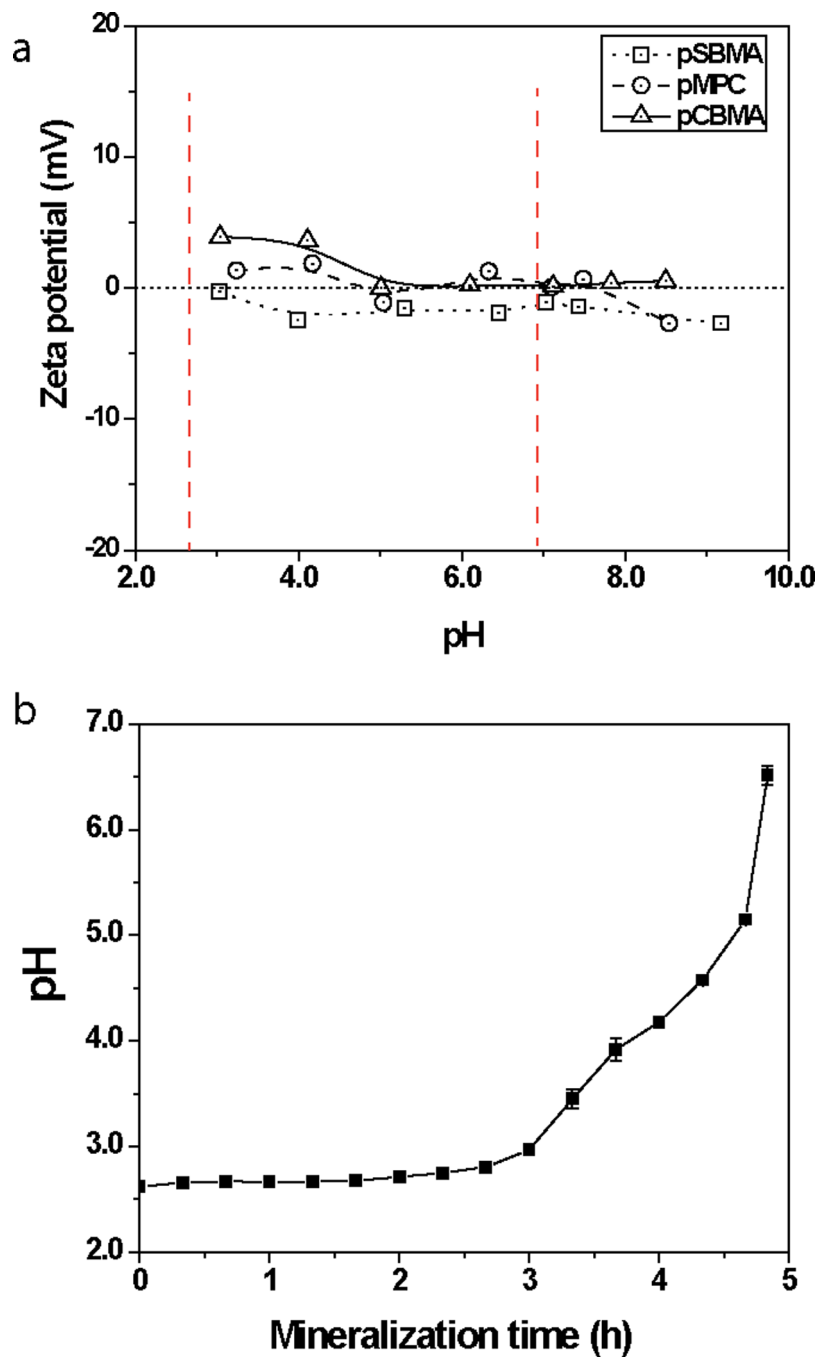 a
20
10
0
-10
-20
Zeta potential (mV)
pSBMA
pMPC
pCBMA
2.0 4.0 6.0 8.0 10.0
pH
b
7.0
6.0
5.0
4.0
3.0
2.0
pH
0 1 2 3 4 5
Mineralization time (h)